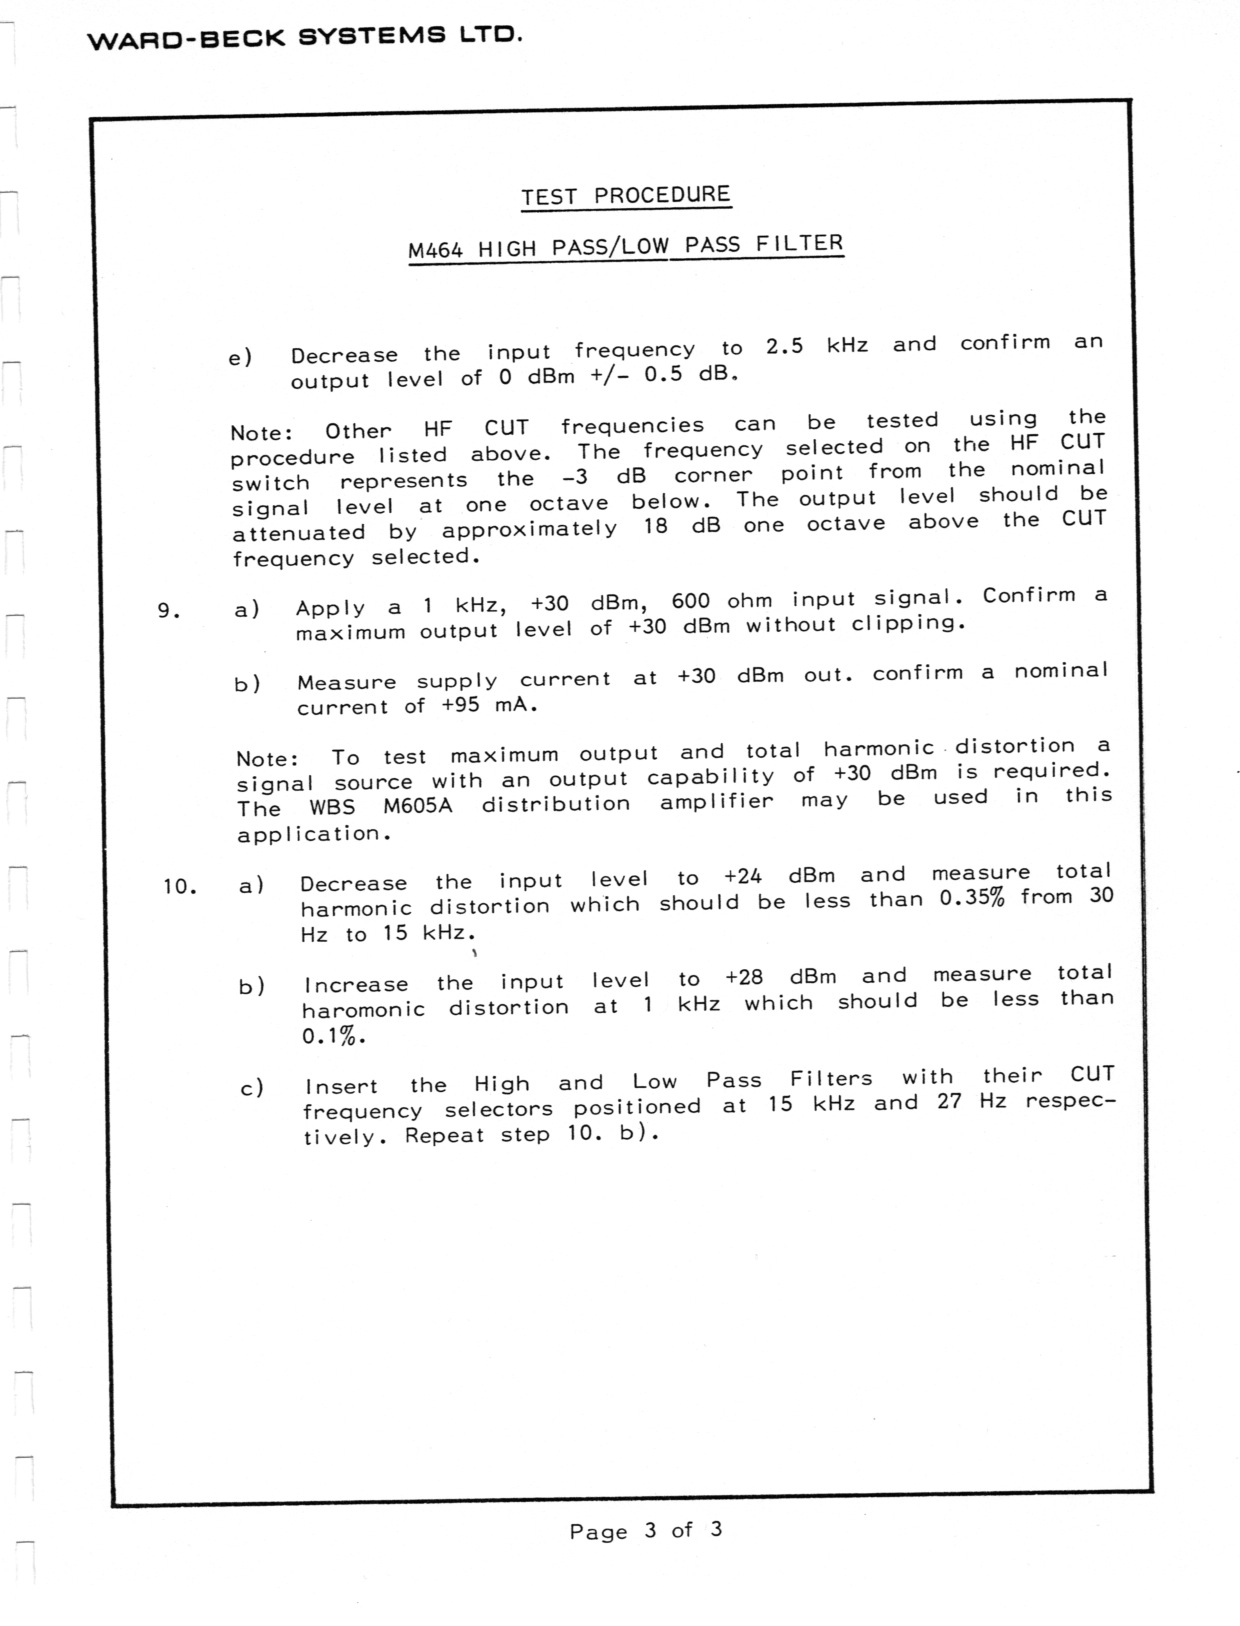 WARD-BECK SYSTEMS LTD.
TEST PROCEDURE
M464 HIGH PASS/LOW PASS FILTER
e) Decrease the input frequency to 2.5 kHz and confirm an
output level of 0 dBm +/- 0.5 dB.
Note: Other HF CUT frequencies can be tested using the
procedure listed above. The frequency selected on the HF CUT
switch represents the -3 dB corner point from the nominal
signal level at one octave below. The output level should be
attenuated by approximately 18 dB one octave above the CUT
frequency selected.
9. a) Apply a 1 kHz, +30 dBm, 600 ohm input signal. Confirm a
maximum output level of +30 dBm without clipping.
b) Measure supply current at +30 dBm out. confirm a nominal
current of +95 mA.
Note: To test maximum output and total harmonic distortion a
signal source with an output capability of +30 dBm is required.
The WBS M605A distribution amplifier may be used in this
application.
10. a) Decrease the input level to +24 dBm and measure total
harmonic distortion which should be less than 0.35% from 30
Hz to 15 kHz.
b) Increase the input level to +28 dBm and measure total
haromonic distortion at 1 kHz which should be less than
0.1%.
c) Insert the High and Low Pass Filters with their CUT
frequency selectors positioned at 15 kHz and 27 Hz respec-
tively. Repeat step 10. b).
Page 3 of 3